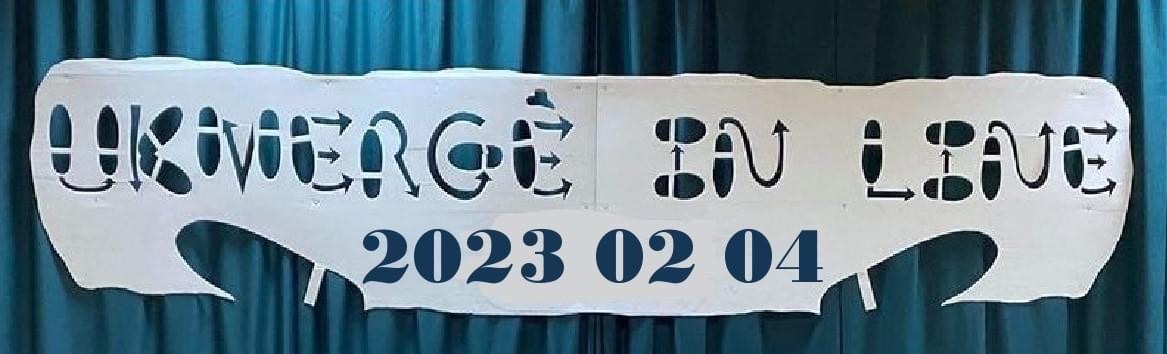 UKMERGĖ IN LINE
2023 02 04